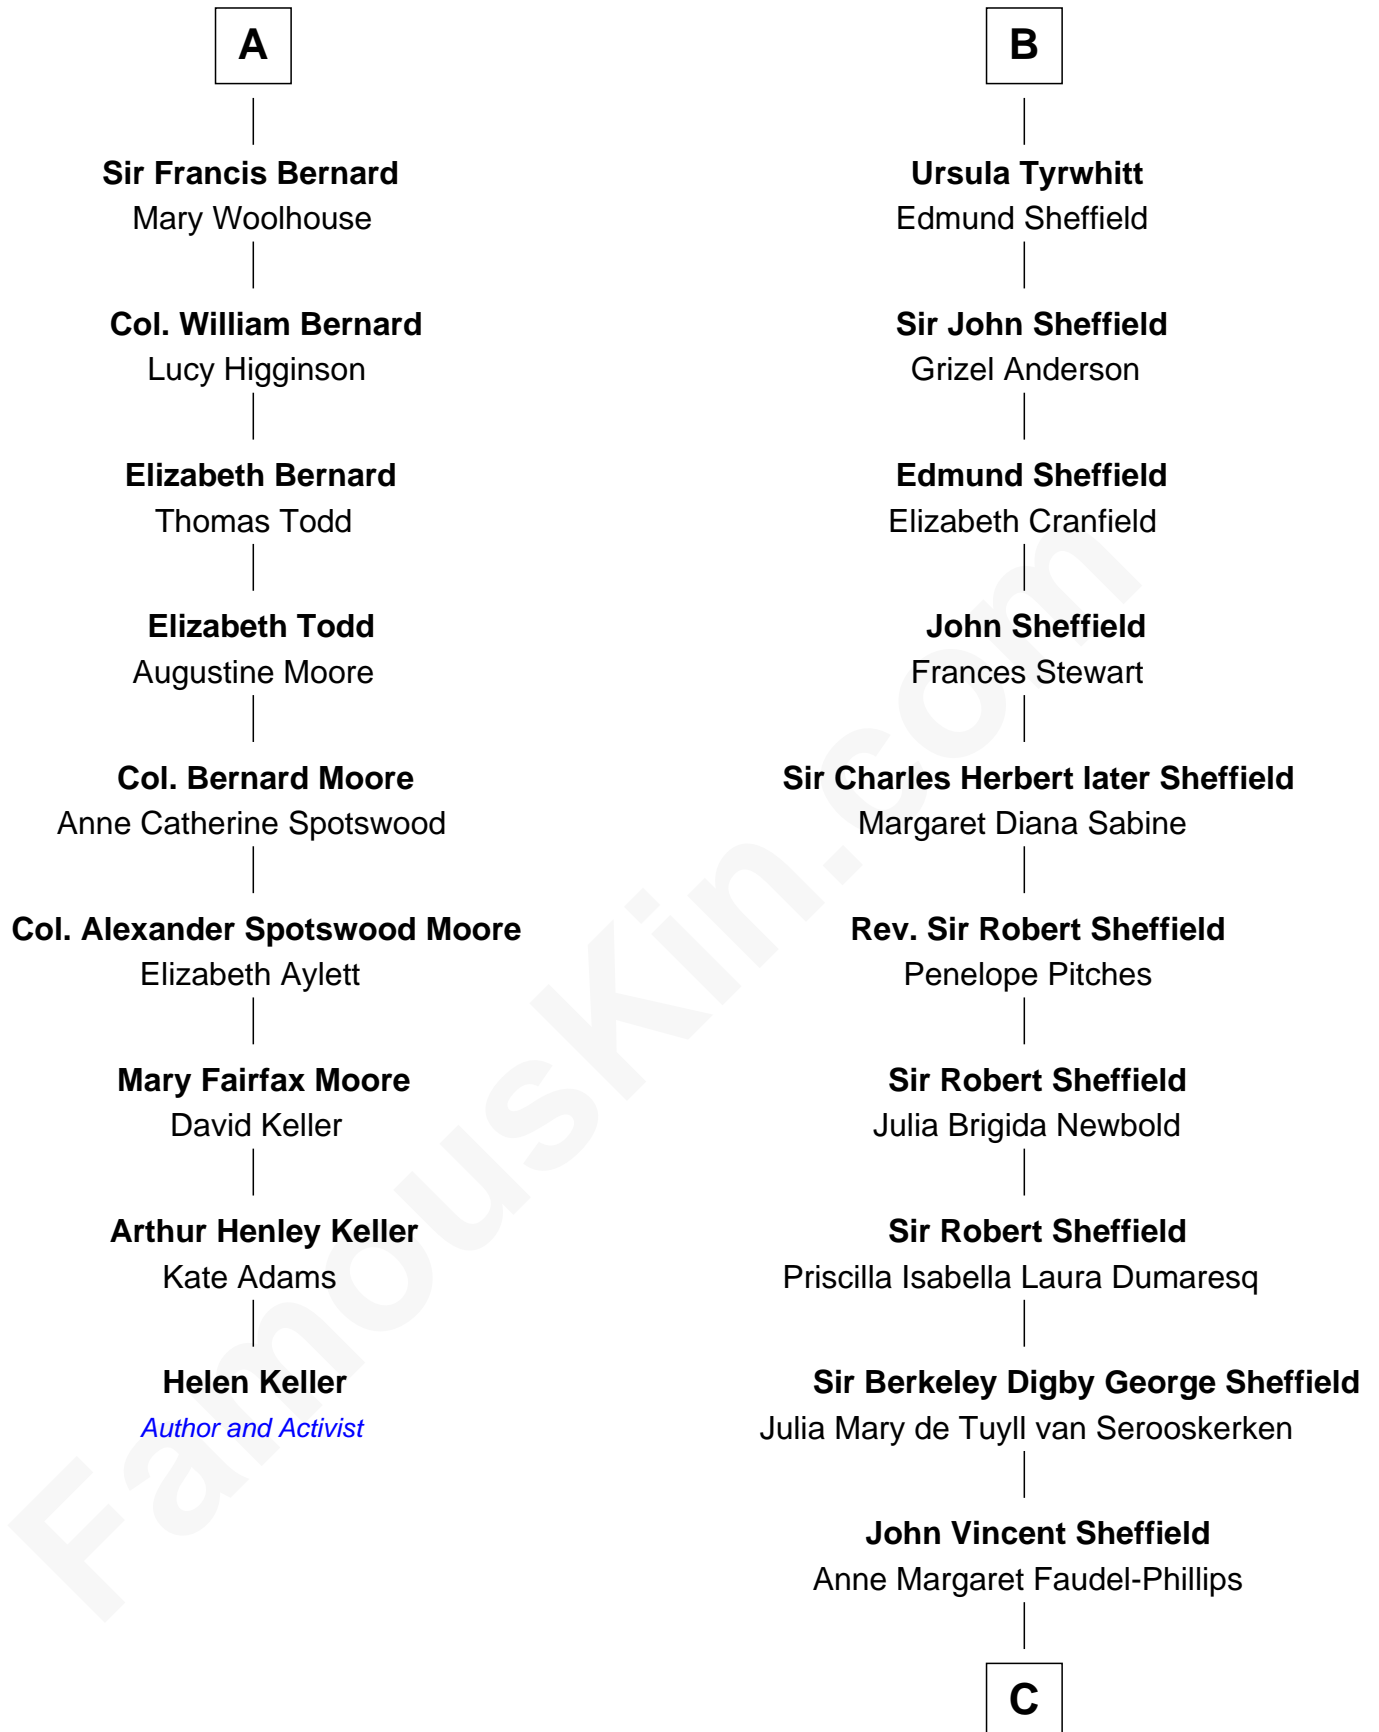 A
Sir Francis Bernard
Mary Woolhouse
Col. William Bernard
Lucy Higginson
Elizabeth Bernard
Thomas Todd
Elizabeth Todd
Augustine Moore
Col. Bernard Moore
Anne Catherine Spotswood
Col. Alexander Spotswood Moore
Elizabeth Aylett
Mary Fairfax Moore
David Keller
Arthur Henley Keller
Kate Adams
Helen Keller
Author and Activist
B
Ursula Tyrwhitt
Edmund Sheffield
Sir John Sheffield
Grizel Anderson
Edmund Sheffield
Elizabeth Cranfield
John Sheffield
Frances Stewart
Sir Charles Herbert later Sheffield
Margaret Diana Sabine
Rev. Sir Robert Sheffield
Penelope Pitches
Sir Robert Sheffield
Julia Brigida Newbold
Sir Robert Sheffield
Priscilla Isabella Laura Dumaresq
Sir Berkeley Digby George Sheffield
Julia Mary de Tuyll van Serooskerken
John Vincent Sheffield
Anne Margaret Faudel-Phillips
C
FamousKin.com